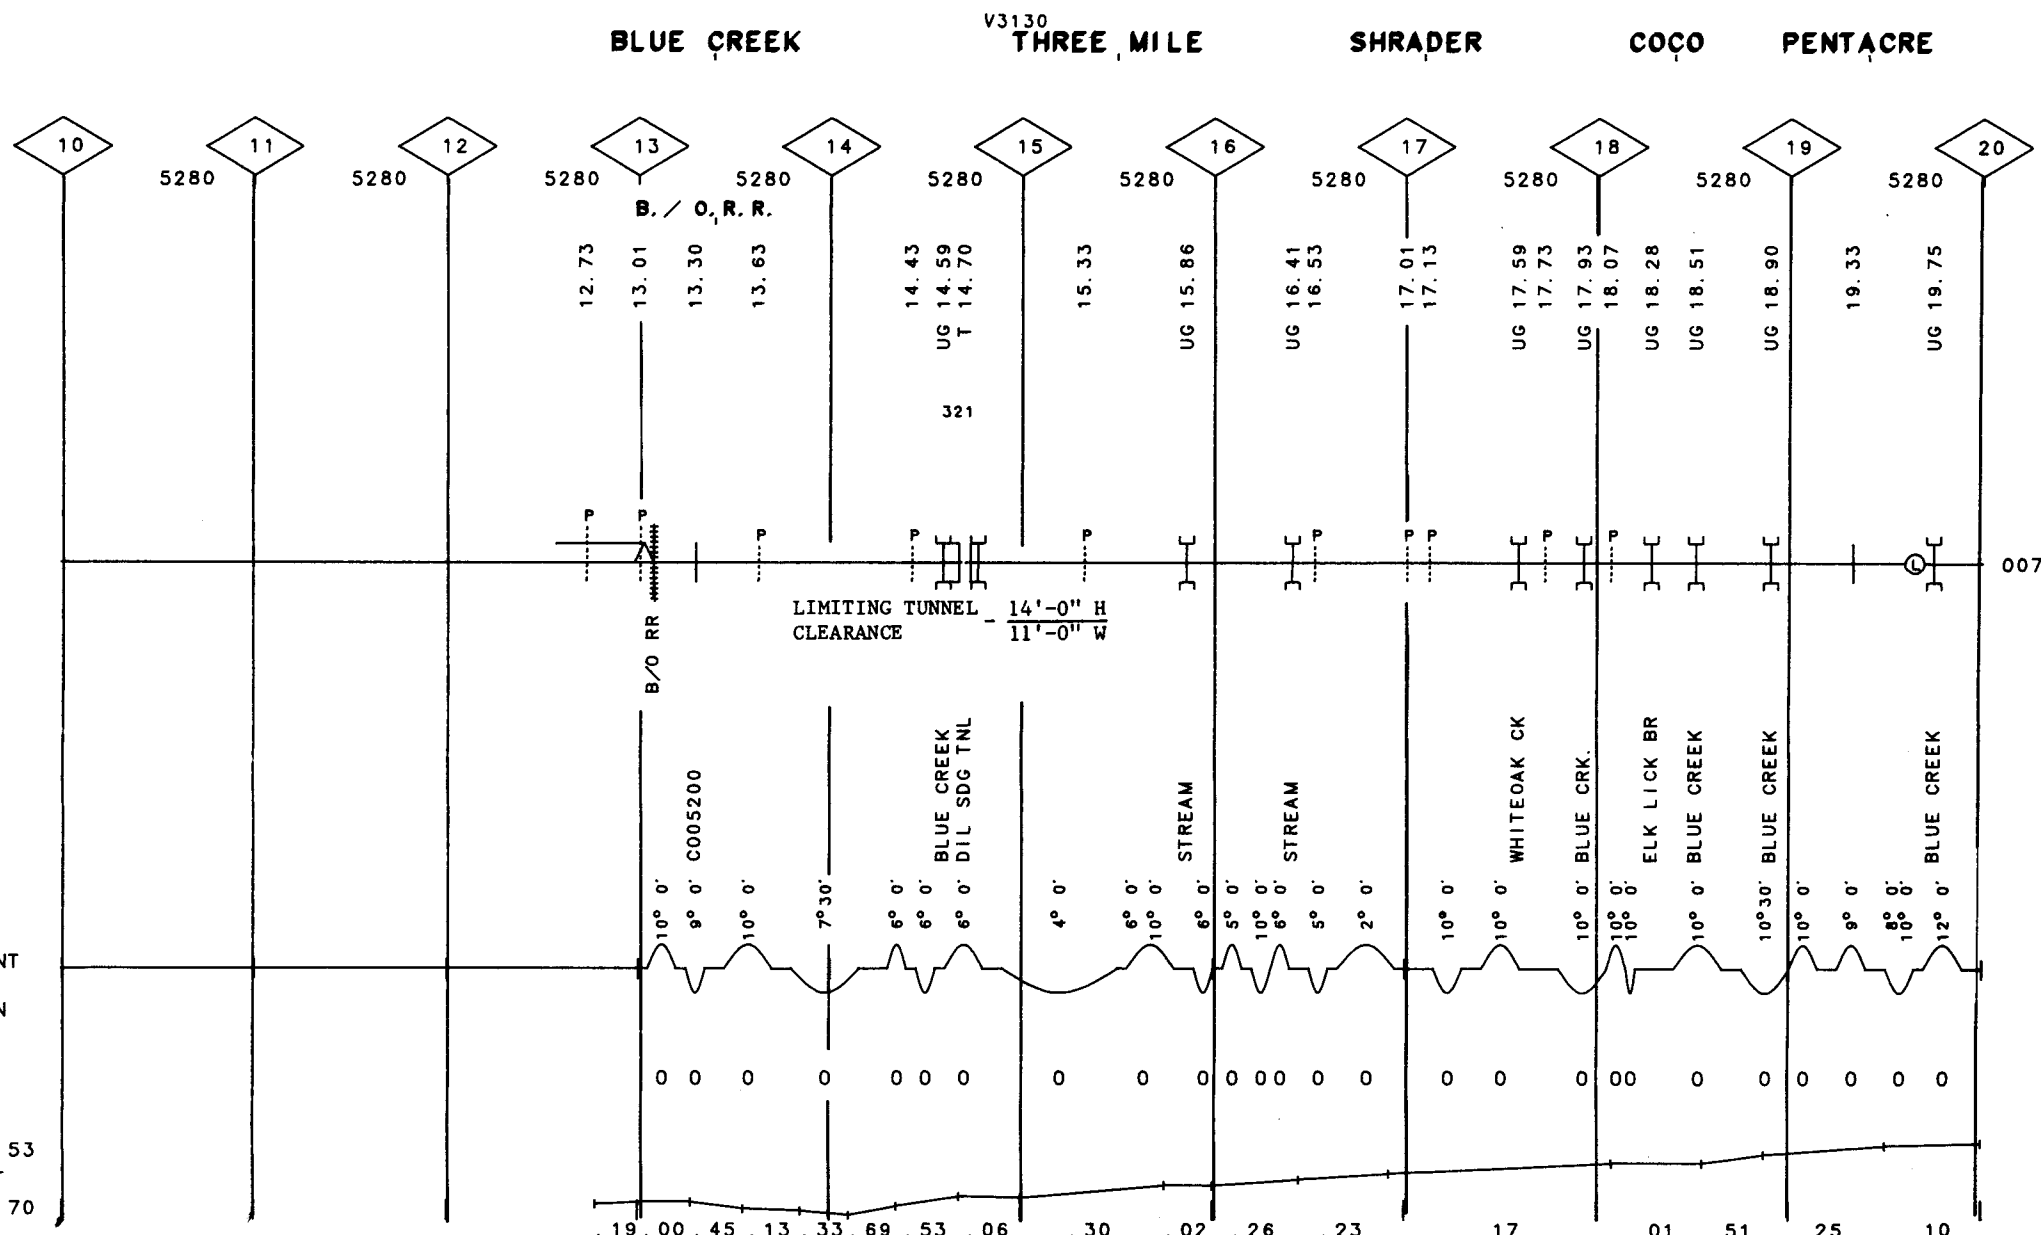 V3130
BLUE CREEK THREE MILE SHRADER COCO PENTACRE
10 11 12 13 14 15 16 17 18 19 20
5280 5280 5280 5280 5280 5280 5280 5280 5280 5280
B. / O. R. R.
12.73
13.01
13.30
13.63
14.43
UG 14.59
T 14.70
15.33
UG 15.86
UG 16.41
16.53
17.01
17.13
UG 17.59
17.73
UG 17.93
18.07
UG 18.28
UG 18.51
UG 18.90
19.33
UG 19.75
321
P P P P P P P P P P
L
007
LIMITING TUNNEL CLEARANCE - 14'-0" H
11'-0" W
B/O RR
C005200
BLUE CREEK
DIL SDG TNL
STREAM
STREAM
WHITEOAK CK
BLUE CRK.
ELK LICK BR
BLUE CREEK
BLUE CREEK
BLUE CREEK
10° 0' 9° 0' 10° 0' 7°30' 6° 0' 6° 0' 6° 0' 4° 0' 6° 0' 10° 0' 6° 0' 5° 0' 10° 0' 6° 0' 5° 0' 2° 0' 10° 0' 10° 0' 10° 0' 10° 0' 10° 0' 10° 0' 10°30' 10° 0' 9° 0' 8° 0' 10° 0' 12° 0'
NT
N
0 0 0 0 0 0 0 0 0 0 0 0 0 0 0 0 0 0 0 0 0 0 0 0 0 0
53
70
.19 .00 .45 .13 .33 .69 .53 .06 .30 .02 .26 .23 .17 .01 .51 .25 .10